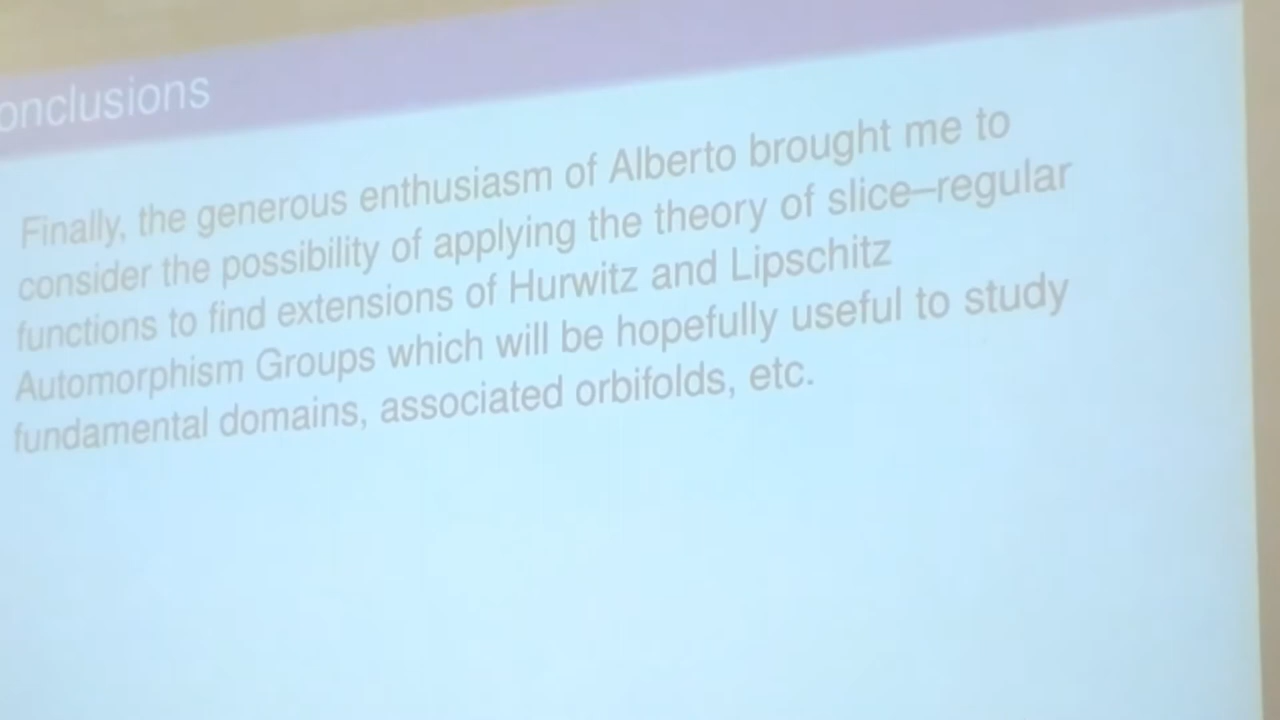 onclusions
Finally, the generous enthusiasm of Alberto brought me to
consider the possibility of applying the theory of slice–regular
functions to find extensions of Hurwitz and Lipschitz
Automorphism Groups which will be hopefully useful to study
fundamental domains, associated orbifolds, etc.